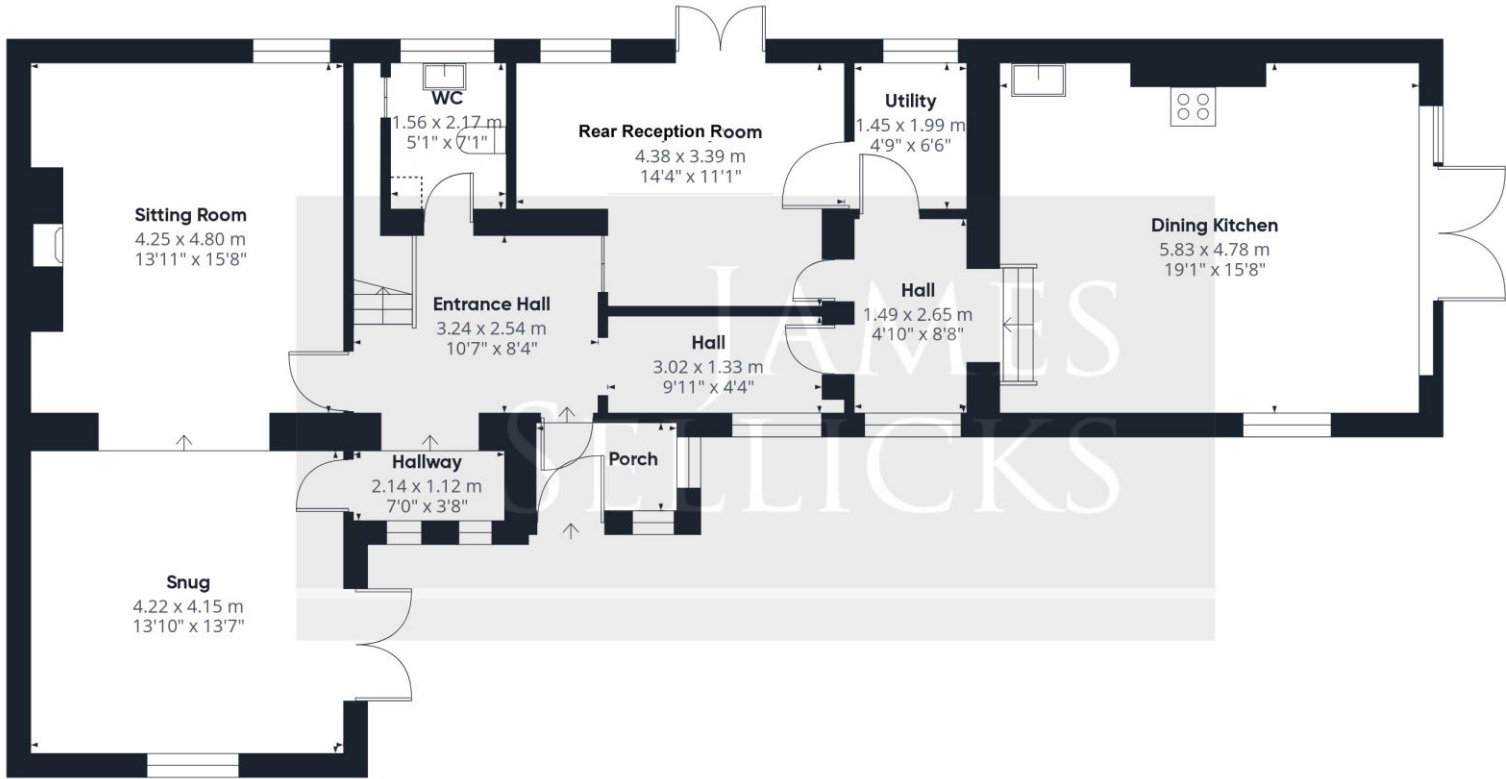 WC
1.56 x 2.17 m
5'1" x 7'1"
Rear Reception Room
4.38 x 3.39 m
14'4" x 11'1"
Utility
1.45 x 1.99 m
4'9" x 6'6"
Sitting Room
4.25 x 4.80 m
13'11" x 15'8"
Dining Kitchen
5.83 x 4.78 m
19'1" x 15'8"
Entrance Hall
3.24 x 2.54 m
10'7" x 8'4"
Hall
1.49 x 2.65 m
4'10" x 8'8"
Hall
3.02 x 1.33 m
9'11" x 4'4"
JAMES
SELLICKS
Hallway
2.14 x 1.12 m
7'0" x 3'8"
Porch
Snug
4.22 x 4.15 m
13'10" x 13'7"